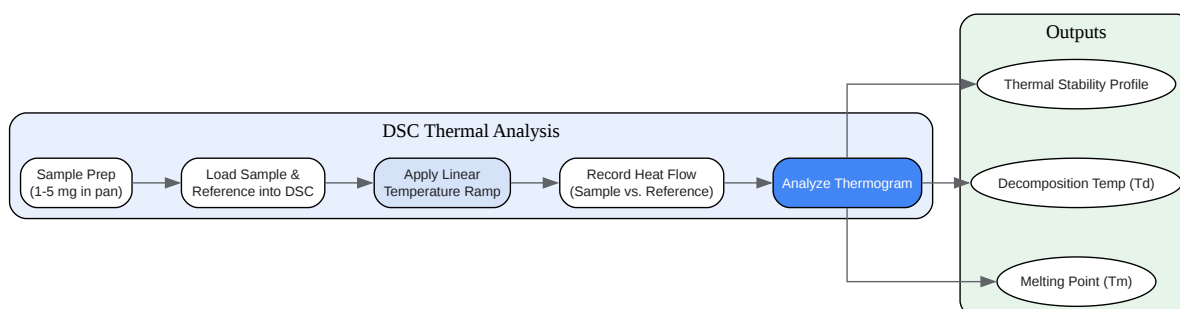 Outputs
Thermal Stability Profile
DSC Thermal Analysis
Sample Prep
(1-5 mg in pan)
Load Sample &
Reference into DSC
Apply Linear
Temperature Ramp
Record Heat Flow
(Sample vs. Reference)
Analyze Thermogram
Decomposition Temp (Td)
Melting Point (Tm)